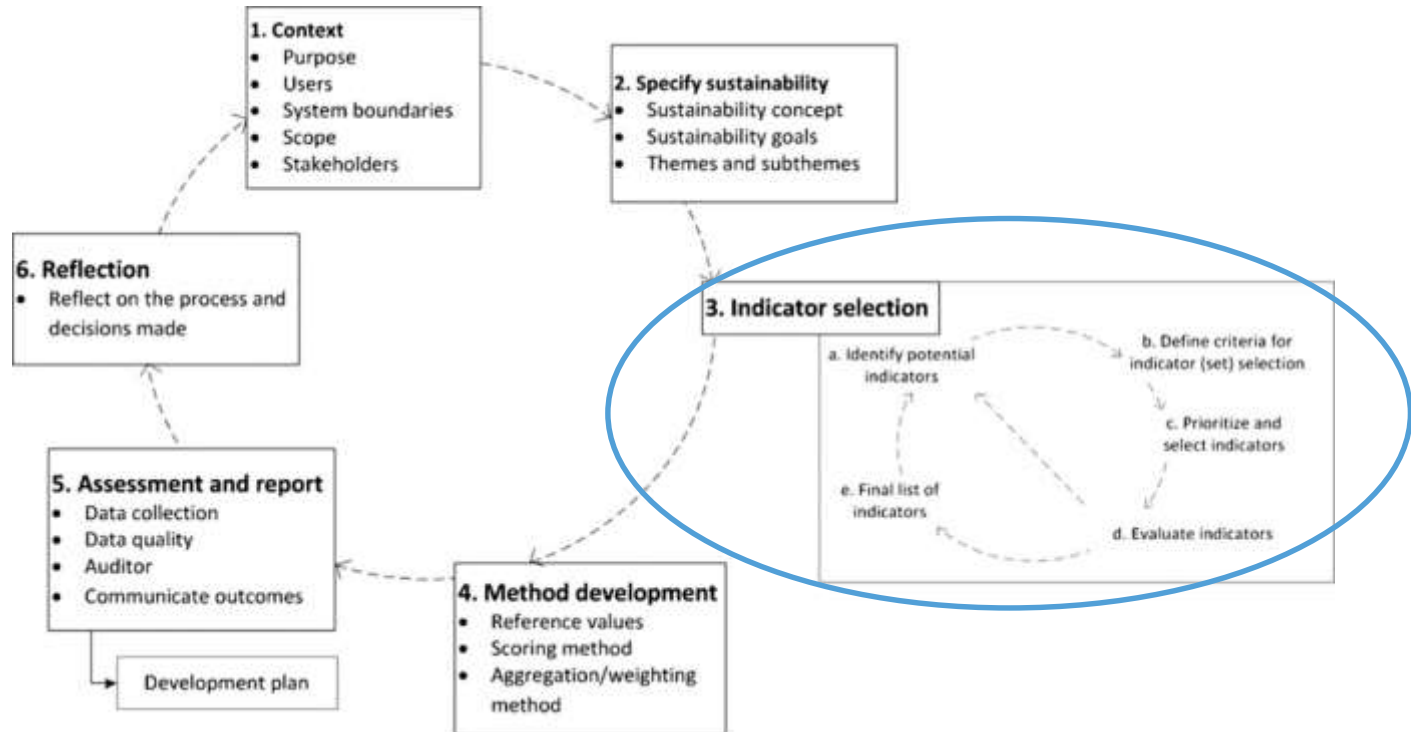 1. Context
• Purpose
• Users
• System boundaries
• Scope
• Stakeholders
2. Specify sustainability
• Sustainability concept
• Sustainability goals
• Themes and subthemes
3. Indicator selection
a. Identify potential
indicators
b. Define criteria for
indicator (set) selection
c. Prioritize and
select indicators
d. Evaluate indicators
e. Final list of
indicators
4. Method development
• Reference values
• Scoring method
• Aggregation/weighting
method
5. Assessment and report
• Data collection
• Data quality
• Auditor
• Communicate outcomes
Development plan
6. Reflection
• Reflect on the process and
decisions made